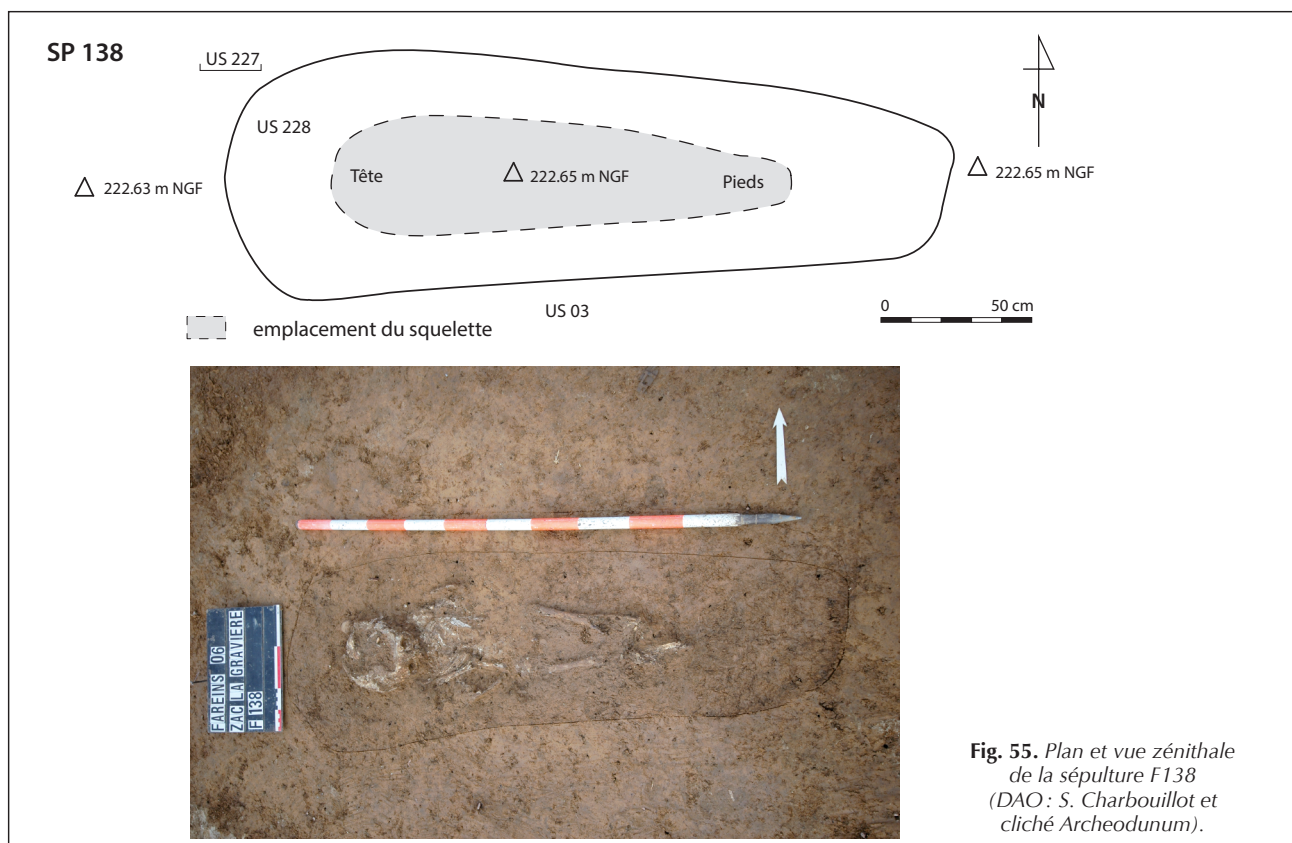 SP 138
US 227
N
US 228
Tête
222.65 m NGF
Pieds
222.63 m NGF
222.65 m NGF
US 03
0 50 cm
emplacement du squelette
FAREINS 06
ZAC LA GRAVIERE
F 138
Fig. 55. Plan et vue zénithale
de la sépulture F138
(DAO : S. Charbouillot et
cliché Archeodunum).